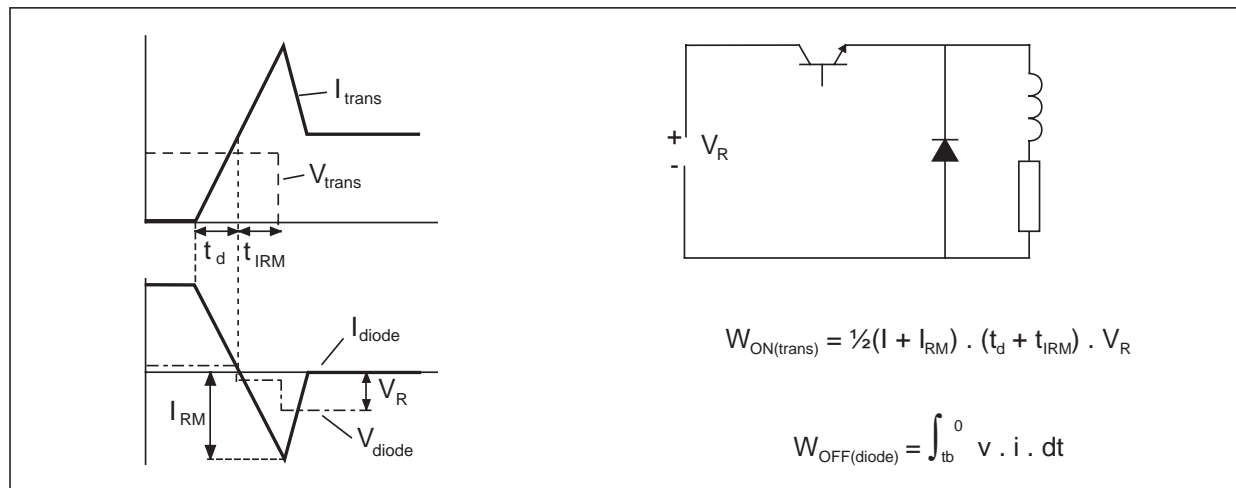 I trans
V trans
t d
t IRM
I diode
I RM
V R
V diode
+
-
V R
W ON(trans) = ½(I + I RM) . (t d + t IRM) . V R
W OFF(diode) = ∫ tb 0 v . i . dt